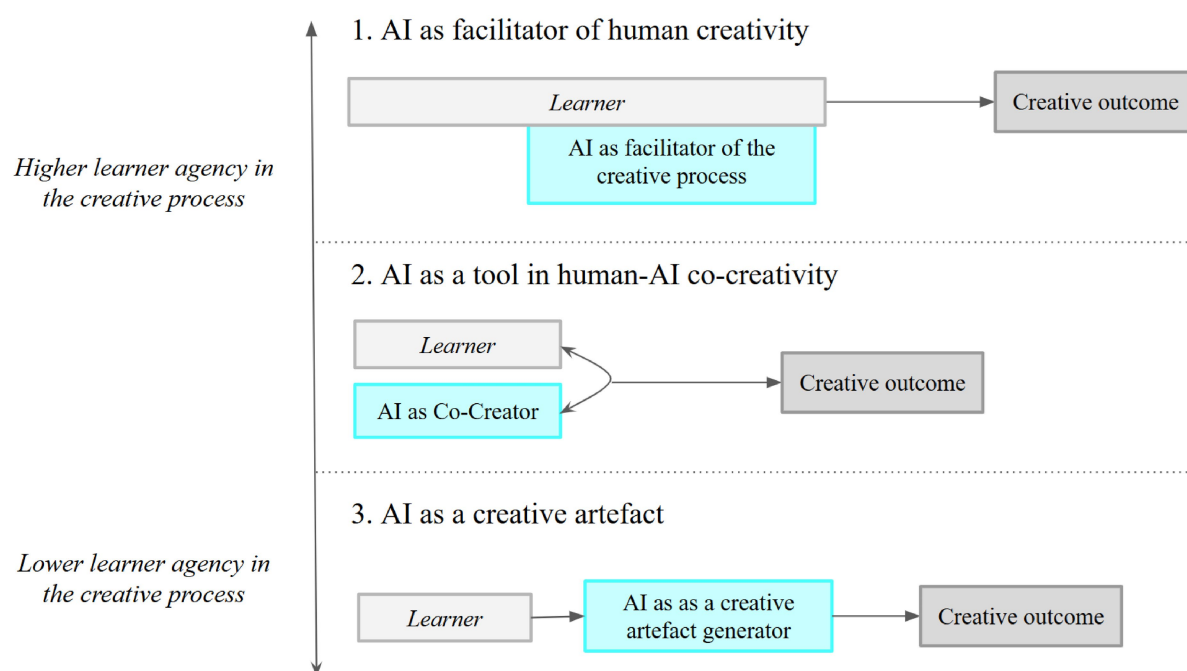 1. AI as facilitator of human creativity
Learner
Creative outcome
AI as facilitator of the
creative process
Higher learner agency in
the creative process
2. AI as a tool in human-AI co-creativity
Learner
AI as Co-Creator
Creative outcome
3. AI as a creative artefact
Lower learner agency in
the creative process
Learner
AI as as a creative
artefact generator
Creative outcome